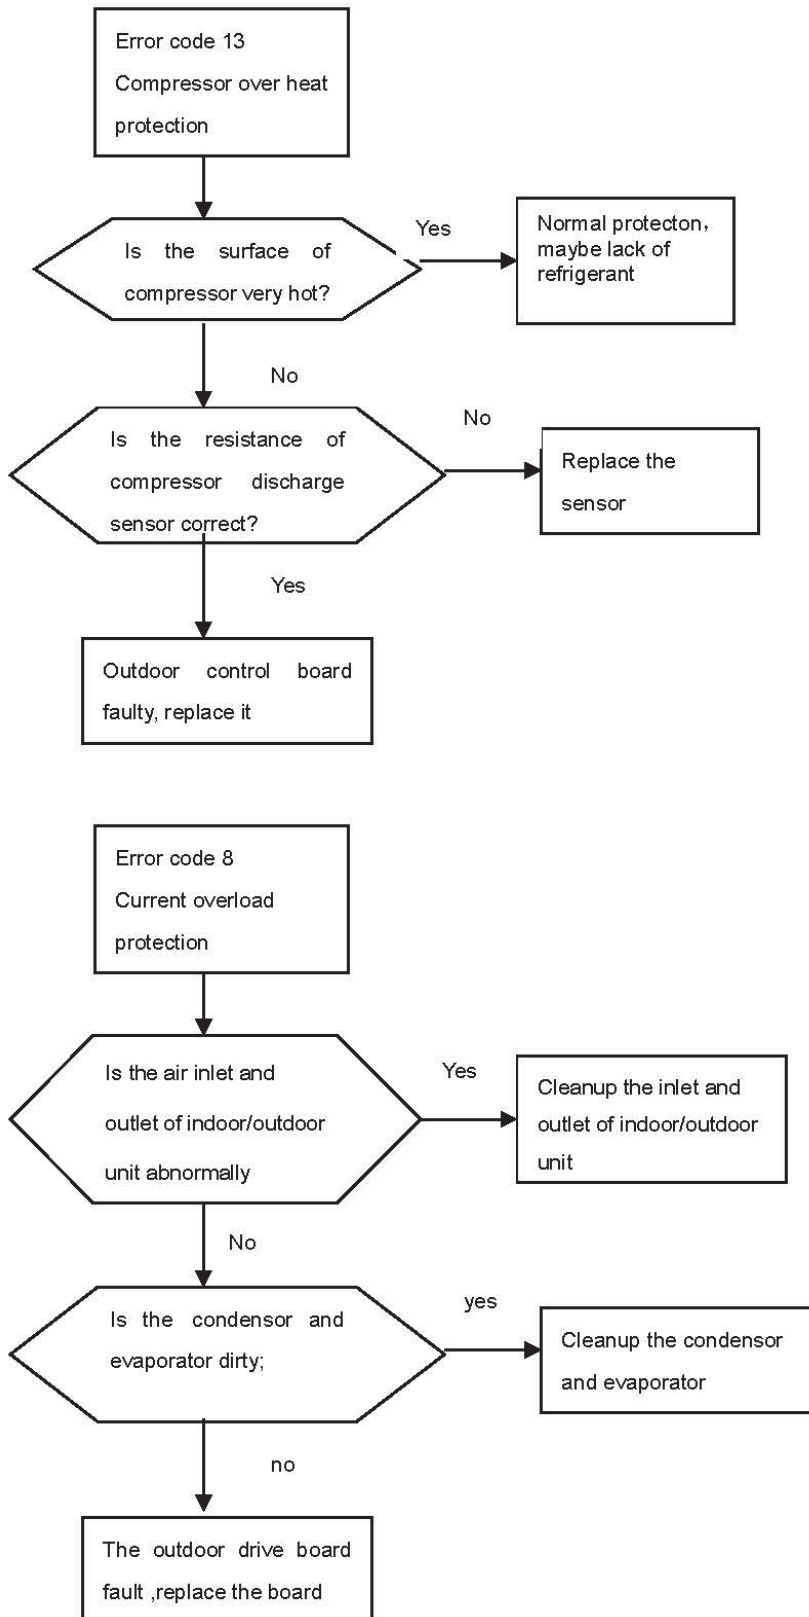 Error code 13
Compressor over heat
protection
Is the surface of
compressor very hot?
Yes
Normal protecton,
maybe lack of
refrigerant
No
Is the resistance of
compressor discharge
sensor correct?
No
Replace the
sensor
Yes
Outdoor control board
faulty, replace it
Error code 8
Current overload
protection
Is the air inlet and
outlet of indoor/outdoor
unit abnormally
Yes
Cleanup the inlet and
outlet of indoor/outdoor
unit
No
Is the condensor and
evaporator dirty;
yes
Cleanup the condensor
and evaporator
no
The outdoor drive board
fault ,replace the board